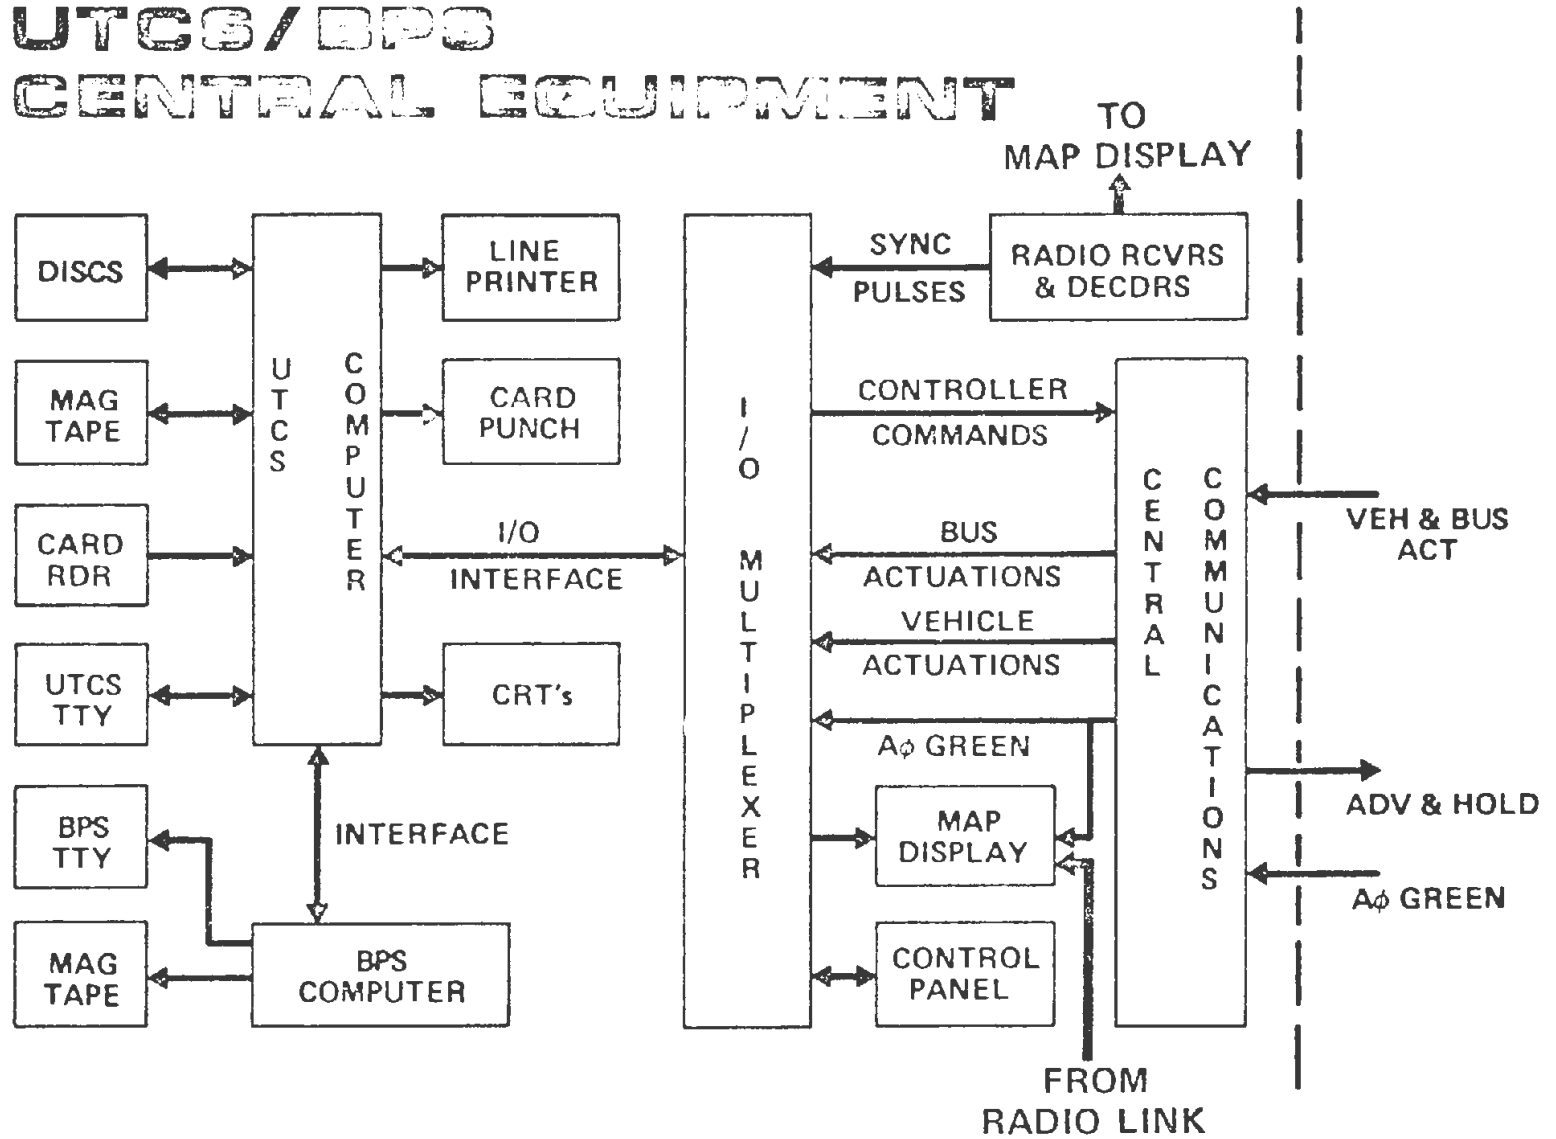 UTCS/BPS
CENTRAL EQUIPMENT
TO
MAP DISPLAY
DISCS
MAG
TAPE
CARD
RDR
UTCS
TTY
BPS
TTY
MAG
TAPE
UTCS
COMPUTER
LINE
PRINTER
CARD
PUNCH
I/O
INTERFACE
CRT's
INTERFACE
BPS
COMPUTER
I/O MULTIPLEXER
SYNC
PULSES
RADIO RCVRS
& DECDRS
CONTROLLER
COMMANDS
BUS
ACTUATIONS
VEHICLE
ACTUATIONS
Aϕ GREEN
MAP
DISPLAY
CONTROL
PANEL
CENTRAL
COMMUNICATIONS
FROM
RADIO LINK
VEH & BUS
ACT
ADV & HOLD
Aϕ GREEN